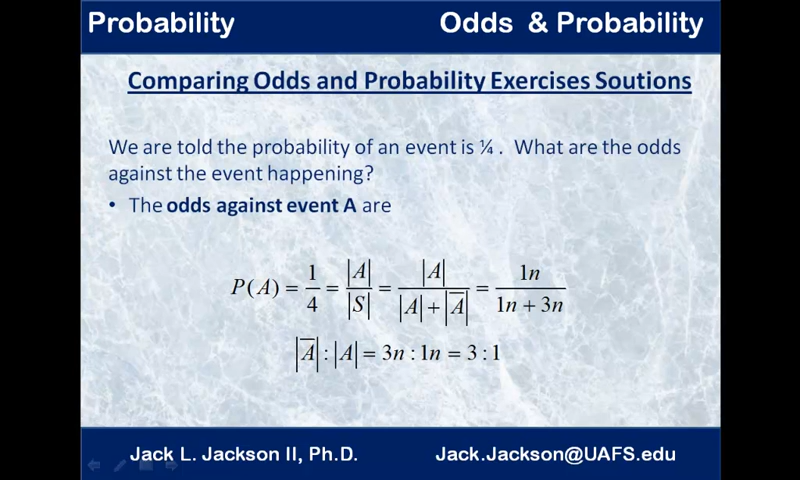 Probability Odds & Probability
Comparing Odds and Probability Exercises Soutions
We are told the probability of an event is ¼ . What are the odds
against the event happening?
• The odds against event A are
P(A) = 1/4 = |A|/|S| = |A|/(|A|+|A̅|) = 1n/(1n + 3n)
|A̅| : |A| = 3n : 1n = 3 : 1
Jack L. Jackson II, Ph.D. Jack.Jackson@UAFS.edu